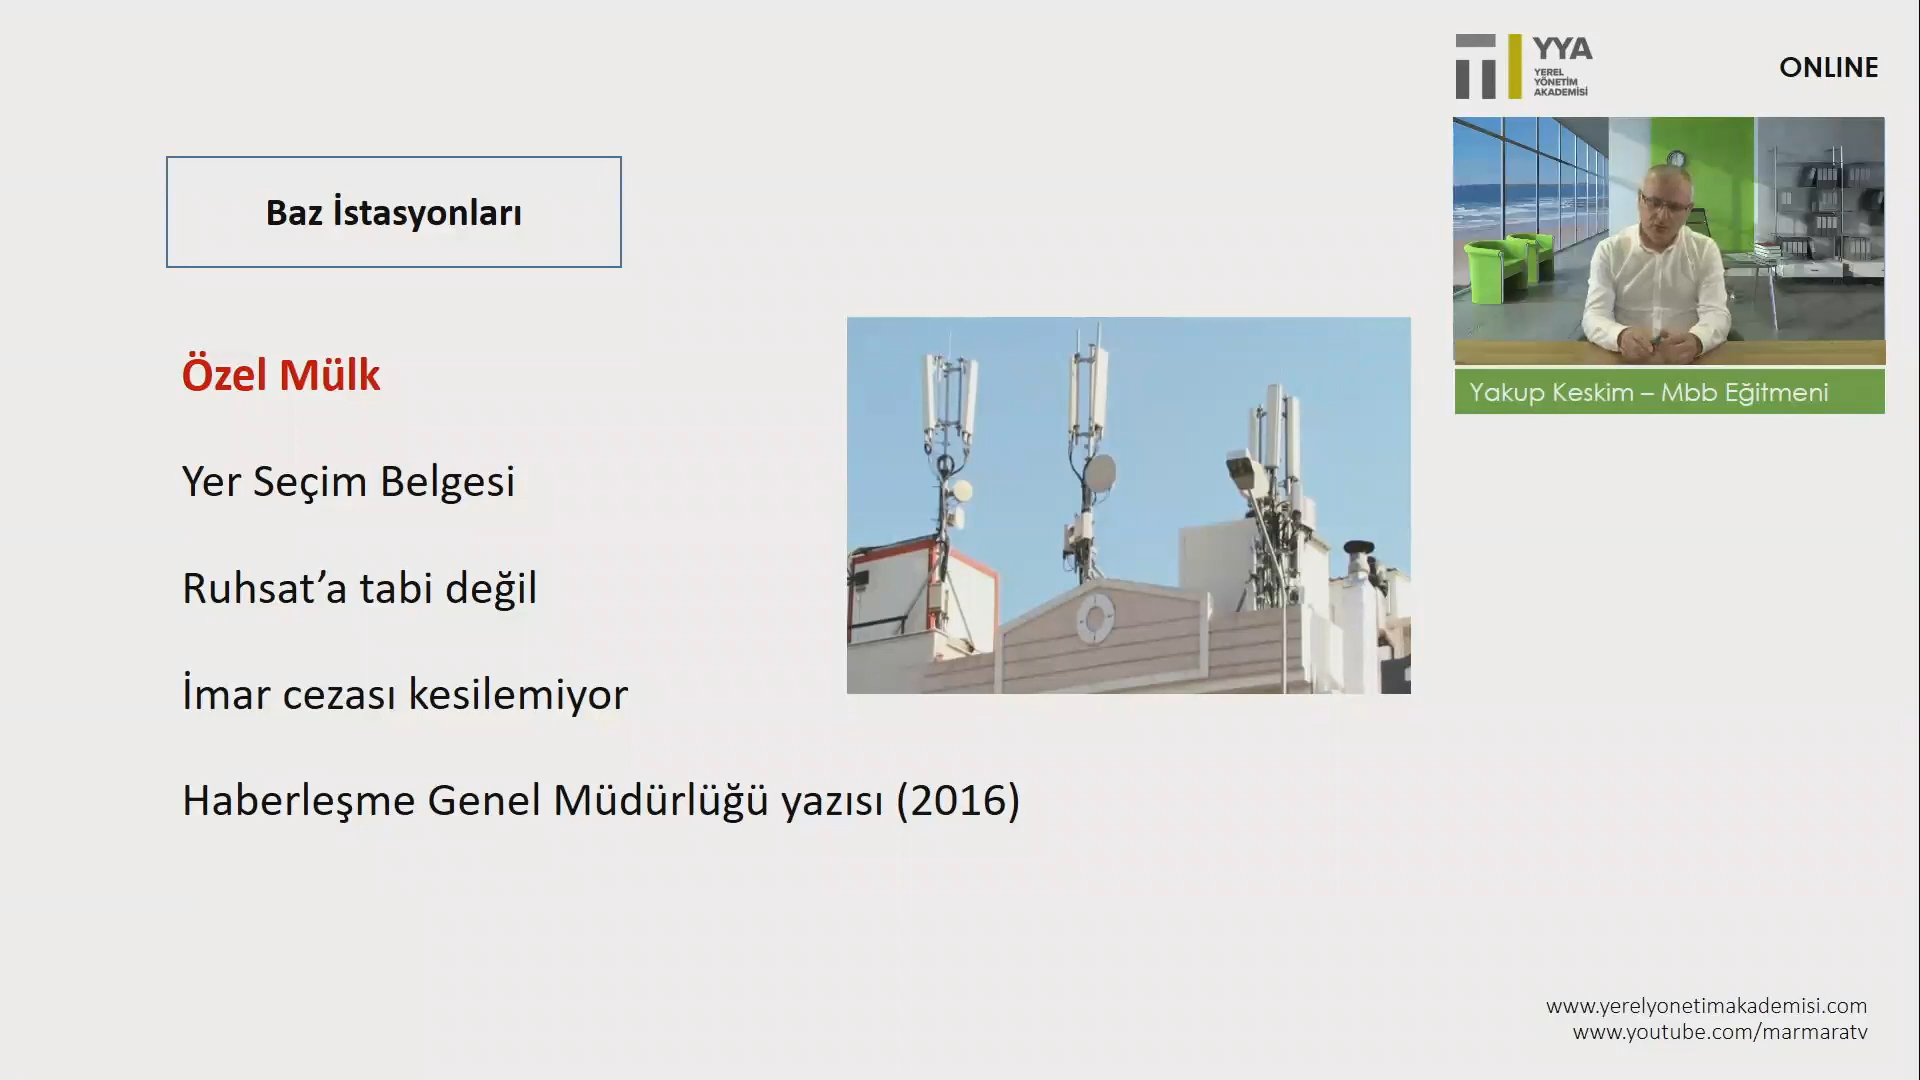 YYA
YEREL
YÖNETİM
AKADEMİSİ
ONLINE
Baz İstasyonları
Yakup Keskim – Mbb Eğitmeni
Özel Mülk
Yer Seçim Belgesi
Ruhsat’a tabi değil
İmar cezası kesilemiyor
Haberleşme Genel Müdürlüğü yazısı (2016)
www.yerelyonetimakademisi.com
www.youtube.com/marmaratv